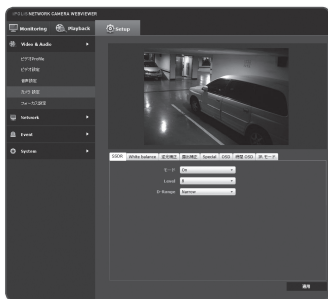 iPOLiS NETWORK CAMERA WEBVIEWER
Monitoring
Playback
Setup
Video & Audio
ビデオProfile
ビデオ設定
音声設定
カメラ 設定
フォーカス設定
Network
Event
System
SSDR
White balance
逆光補正
露出補正
Special
OSD
時間 OSD
IR モード
モード
On
Level
8
D-Range
Narrow
適用